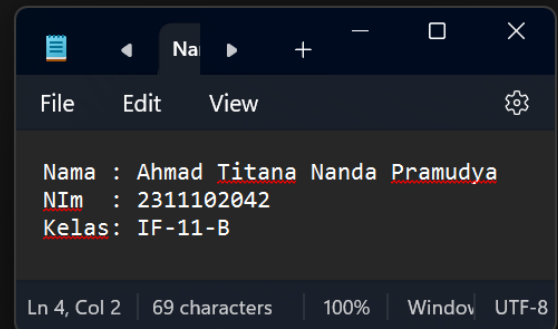 Nar
+
File Edit View
Nama : Ahmad Titana Nanda Pramudya
NIm  : 2311102042
Kelas: IF-11-B
Ln 4, Col 2 69 characters 100% Window UTF-8